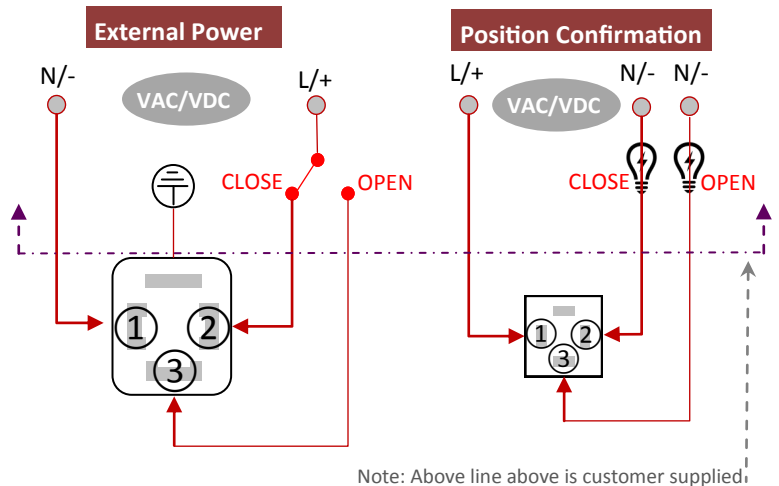 External Power
Position Confirmation
N/-
VAC/VDC
L/+
L/+
VAC/VDC
N/-
N/-
CLOSE
OPEN
CLOSE
OPEN
1
2
3
1
2
3
Note: Above line above is customer supplied